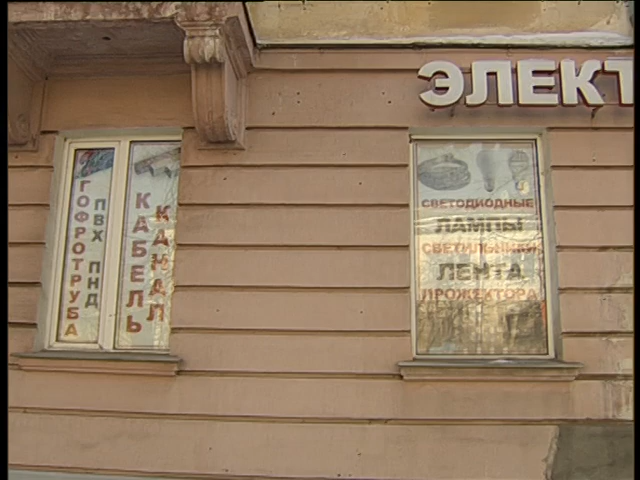 ЭЛЕКТ
ГОФРОТРУБА
ПВХ ПНД
КАБЕЛЬ
КАНАЛ
СВЕТОДИОДНЫЕ
ЛАМПЫ
СВЕТИЛЬНИКИ
ЛЕНТА
ПРОЖЕКТОРА